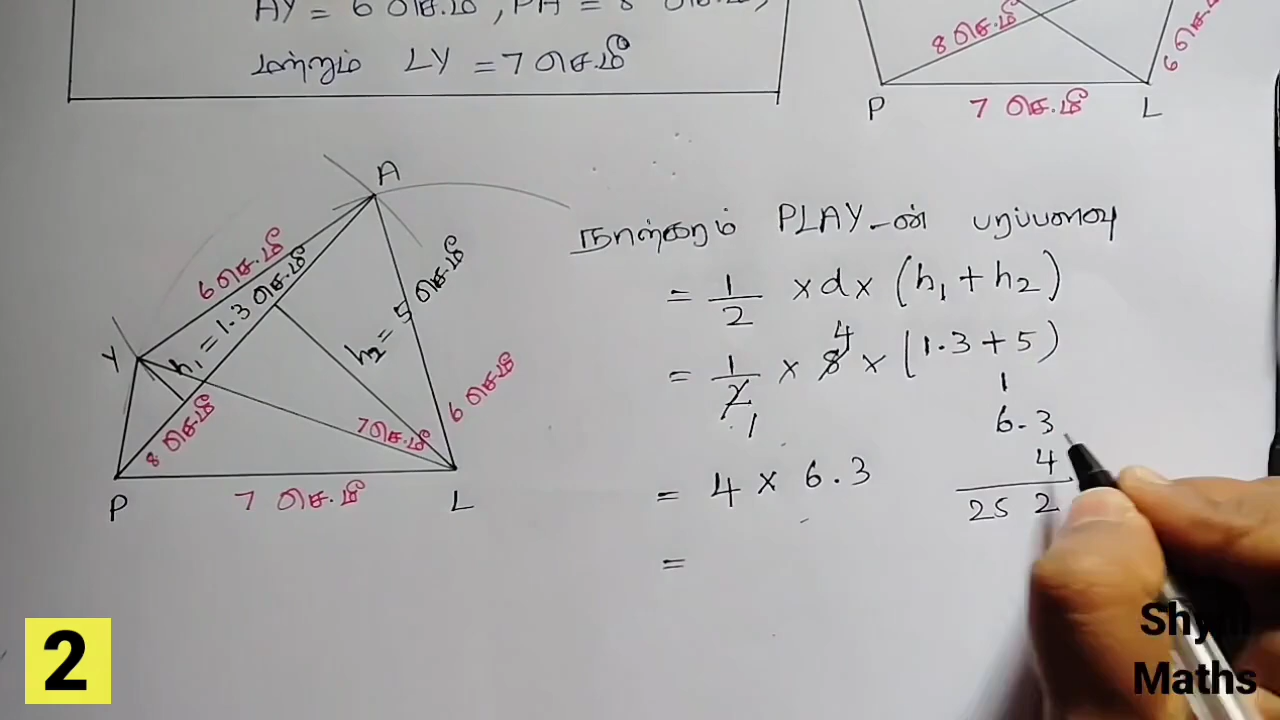 AY = 6 செ.மீ, PA = 8 செ.மீ,
மற்றும் LY = 7 செ.மீ
8 செ.மீ
6 செ.மீ
P
L
7 செ.மீ
A
6 செ.மீ
h₁ = 1.3 செ.மீ
h₂ = 5 செ.மீ
Y
8 செ.மீ
7 செ.மீ
6 செ.மீ
P
7 செ.மீ
L
நாற்கரம் PLAY-ன் பரப்பளவு
= 1/2 × d × (h₁ + h₂)
= 1/2 × 8 × (1.3 + 5)
4
1
= 4 × 6.3
1
6.3
4
25 2
=
2
Shymi
Maths